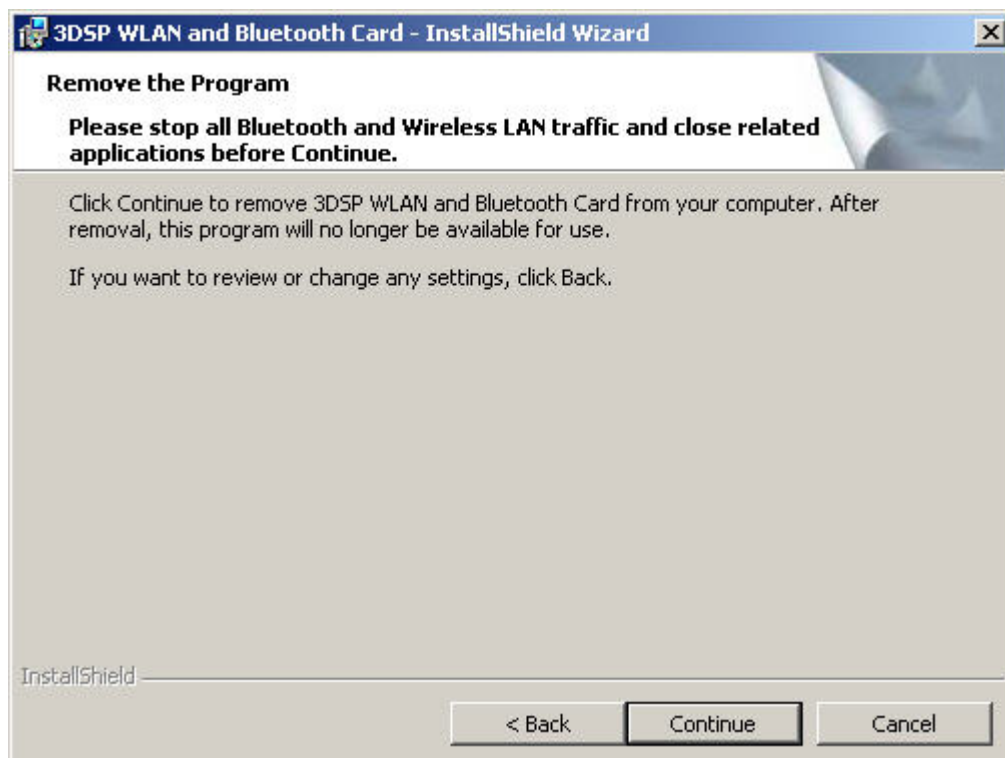 3DSP WLAN and Bluetooth Card - InstallShield Wizard
Remove the Program
Please stop all Bluetooth and Wireless LAN traffic and close related
applications before Continue.
Click Continue to remove 3DSP WLAN and Bluetooth Card from your computer. After
removal, this program will no longer be available for use.
If you want to review or change any settings, click Back.
InstallShield
< Back
Continue
Cancel